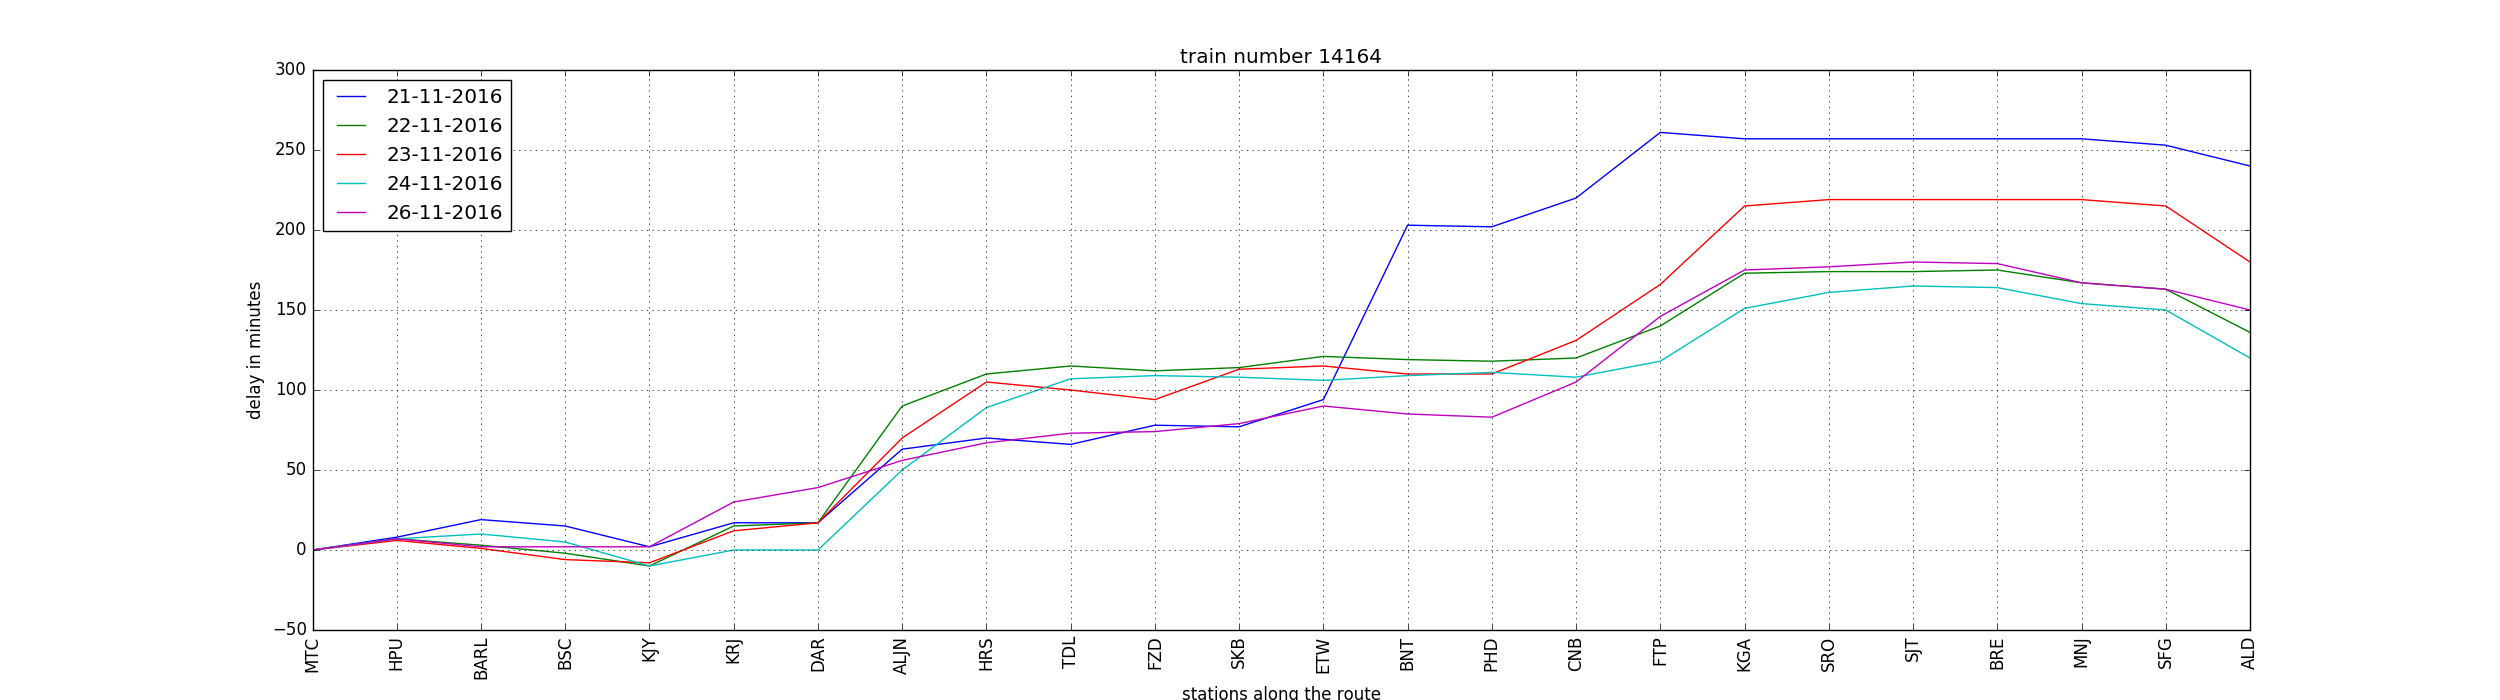 train number 14164
300
250
200
150
100
50
0
−50
delay in minutes
21-11-2016
22-11-2016
23-11-2016
24-11-2016
26-11-2016
MTC
HPU
BARL
BSC
KJY
KRJ
DAR
ALJN
HRS
TDL
FZD
SKB
ETW
BNT
PHD
CNB
FTP
KGA
SRO
SJT
BRE
MNJ
SFG
ALD
stations along the route